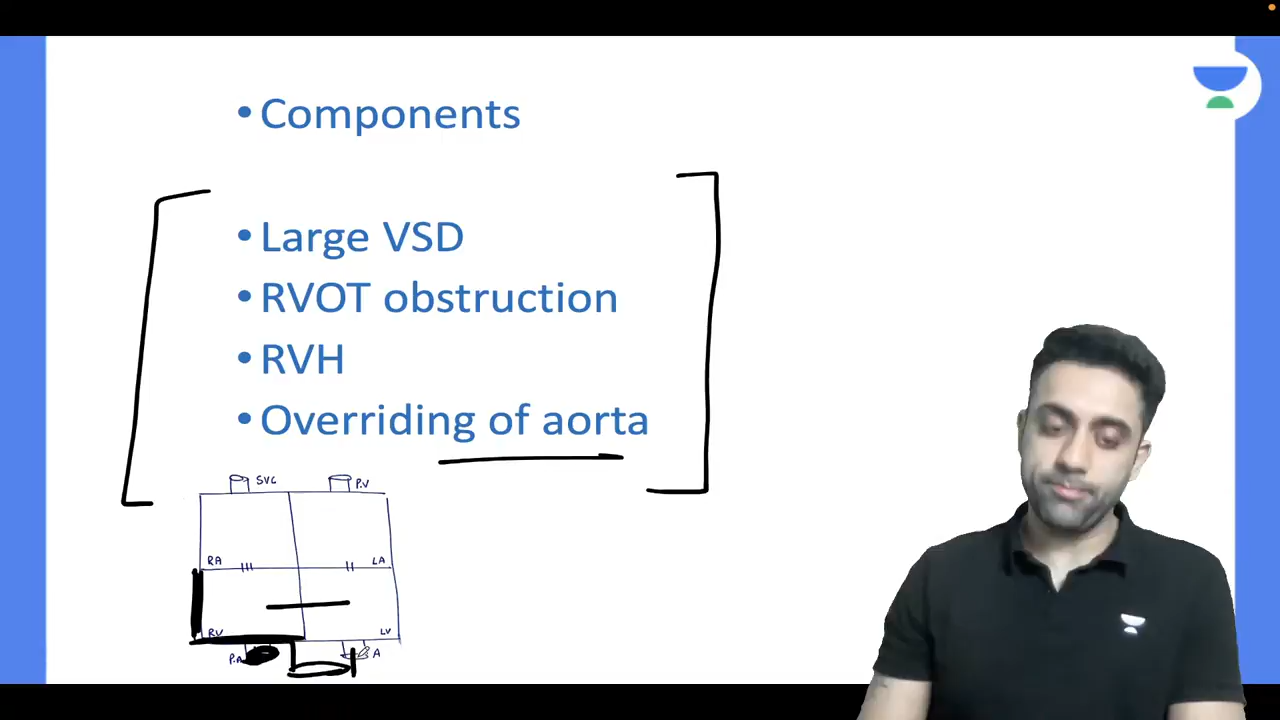 • Components
• Large VSD
• RVOT obstruction
• RVH
• Overriding of aorta
SVC P.V
RA LA
RV LV
P.A A